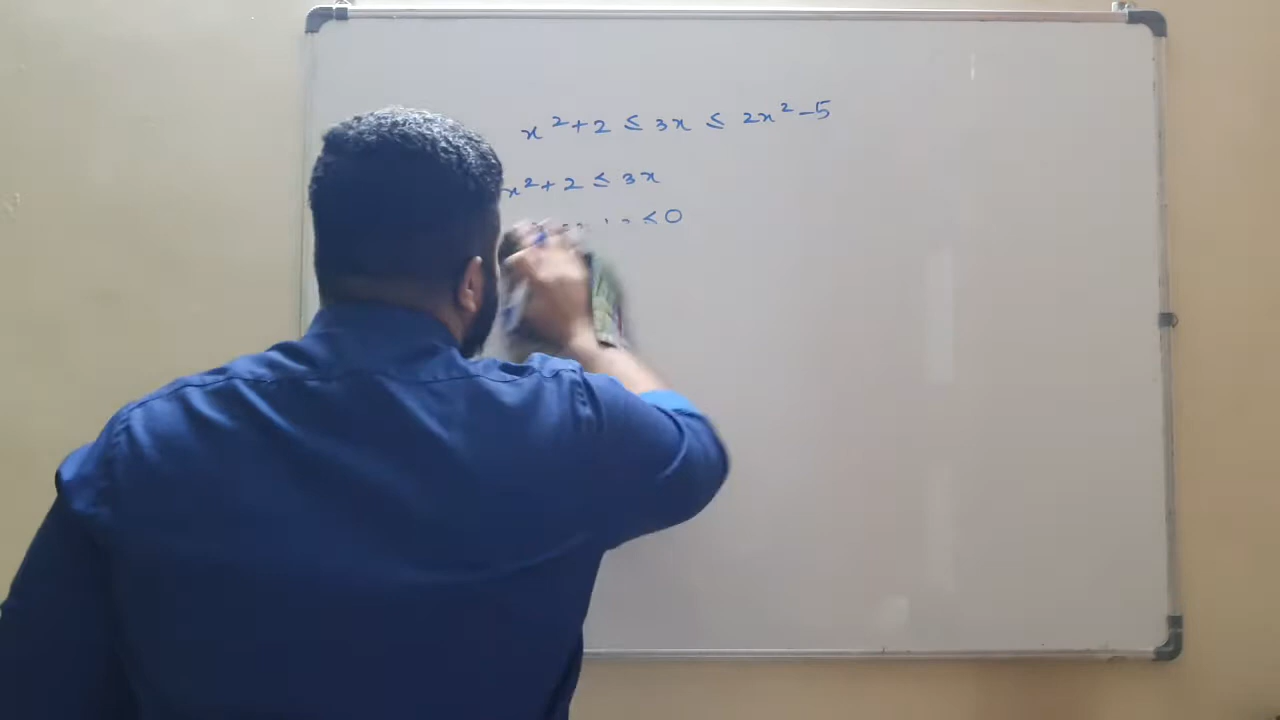 x² + 2 ≤ 3x ≤ 2x² - 5
x² + 2 ≤ 3x
≤ 0